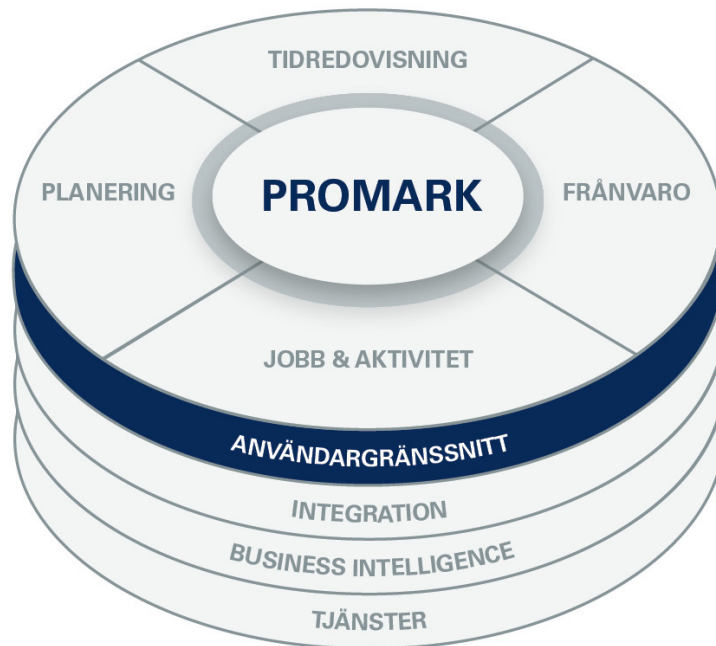 TIDREDOVISNING
PLANERING
PROMARK
FRÅNVARO
JOBB & AKTIVITET
ANVÄNDARGRÄNSSNITT
INTEGRATION
BUSINESS INTELLIGENCE
TJÄNSTER